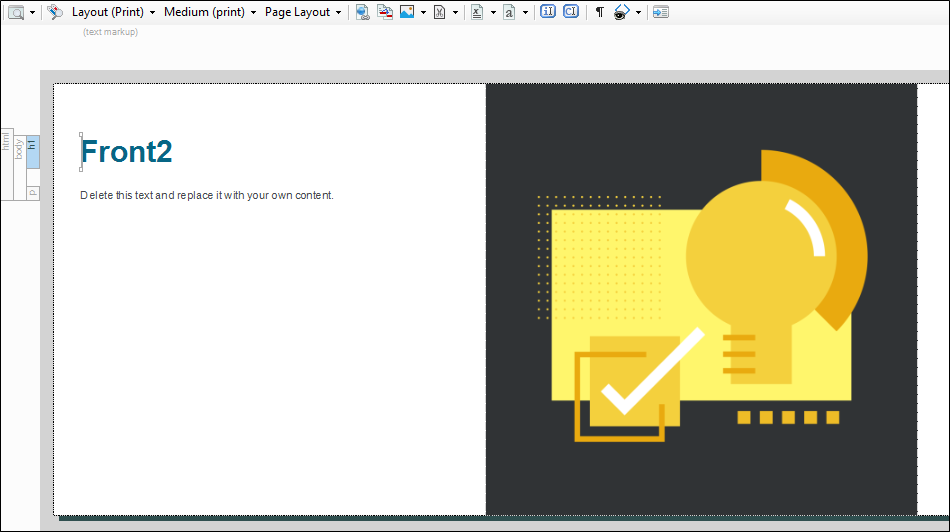 Layout (Print) Medium (print) Page Layout
(text markup)
html
body
h1
p
Front2
Delete this text and replace it with your own content.